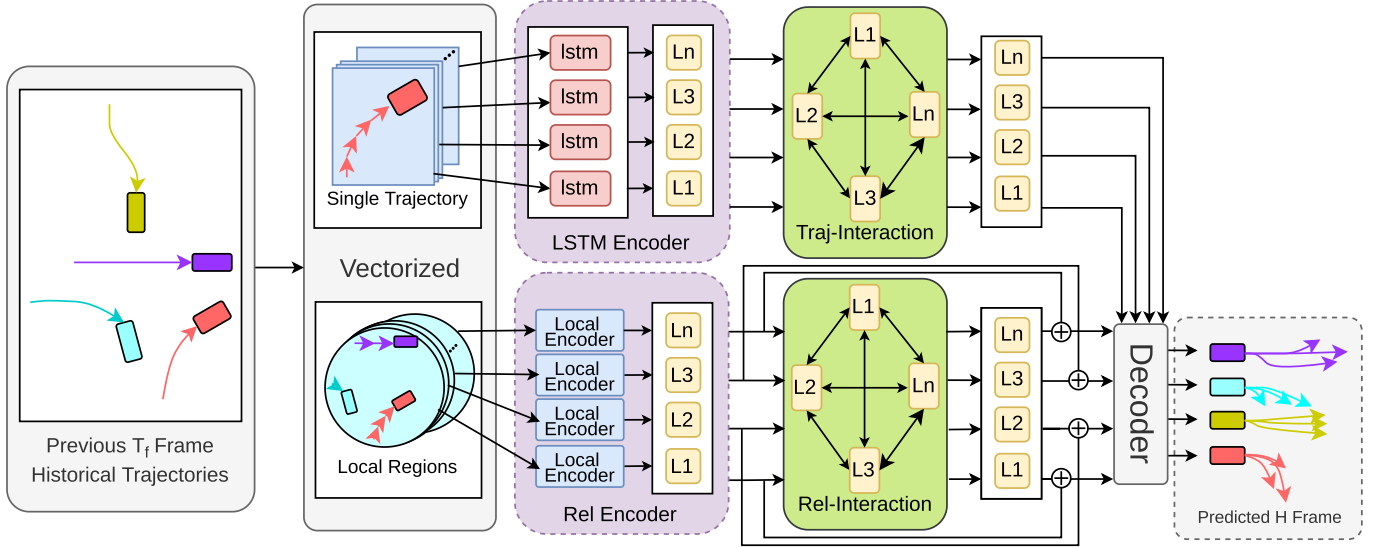 Previous Tf Frame
Historical Trajectories
Single Trajectory
Vectorized
Local Regions
lstm
lstm
lstm
lstm
Ln
L3
L2
L1
LSTM Encoder
Local
Encoder
Local
Encoder
Local
Encoder
Local
Encoder
Ln
L3
L2
L1
Rel Encoder
L1
L2
Ln
L3
Traj-Interaction
L1
L2
Ln
L3
Rel-Interaction
Ln
L3
L2
L1
Ln
L3
L2
L1
Decoder
Predicted H Frame